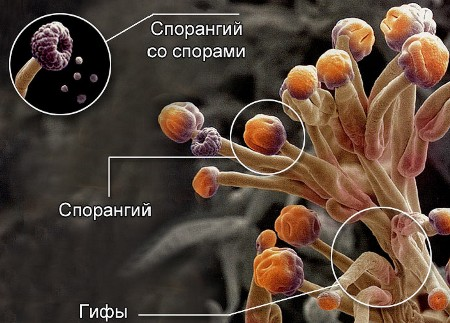 Спорангий
со спорами
Спорангий
Гифы